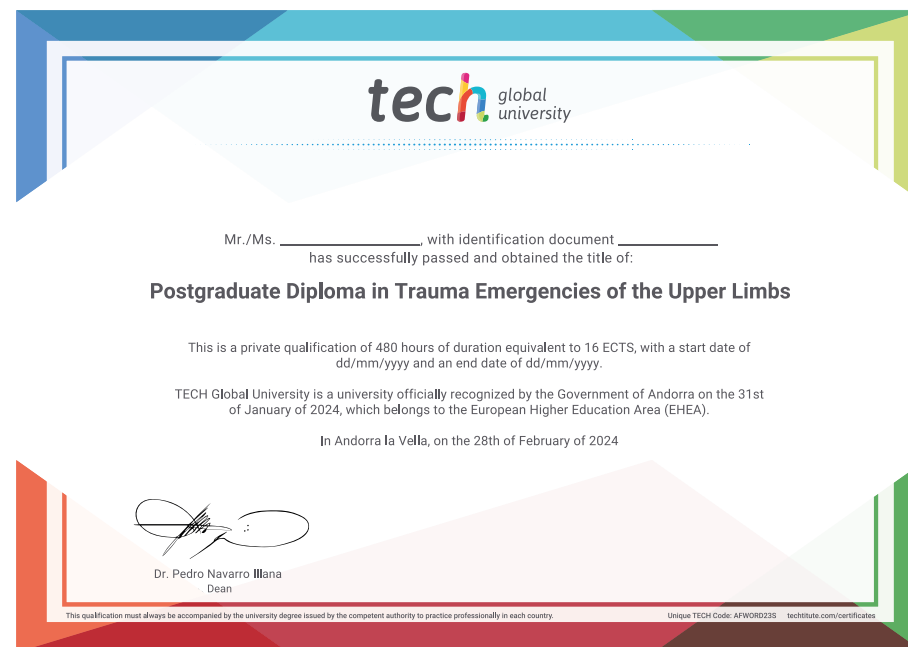 tech global university
Mr./Ms. ____________________, with identification document ______________
has successfully passed and obtained the title of:
Postgraduate Diploma in Trauma Emergencies of the Upper Limbs
This is a private qualification of 480 hours of duration equivalent to 16 ECTS, with a start date of
dd/mm/yyyy and an end date of dd/mm/yyyy.
TECH Global University is a university officially recognized by the Government of Andorra on the 31st
of January of 2024, which belongs to the European Higher Education Area (EHEA).
In Andorra la Vella, on the 28th of February of 2024
Dr. Pedro Navarro Illana
Dean
This qualification must always be accompanied by the university degree issued by the competent authority to practice professionally in each country.
Unique TECH Code: AFWORD23S techtitute.com/certificates